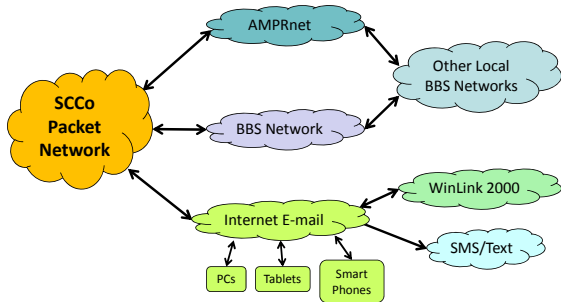 AMPRnet
Other Local
BBS Networks
SCCo
Packet
Network
BBS Network
WinLink 2000
Internet E-mail
SMS/Text
PCs
Tablets
Smart
Phones